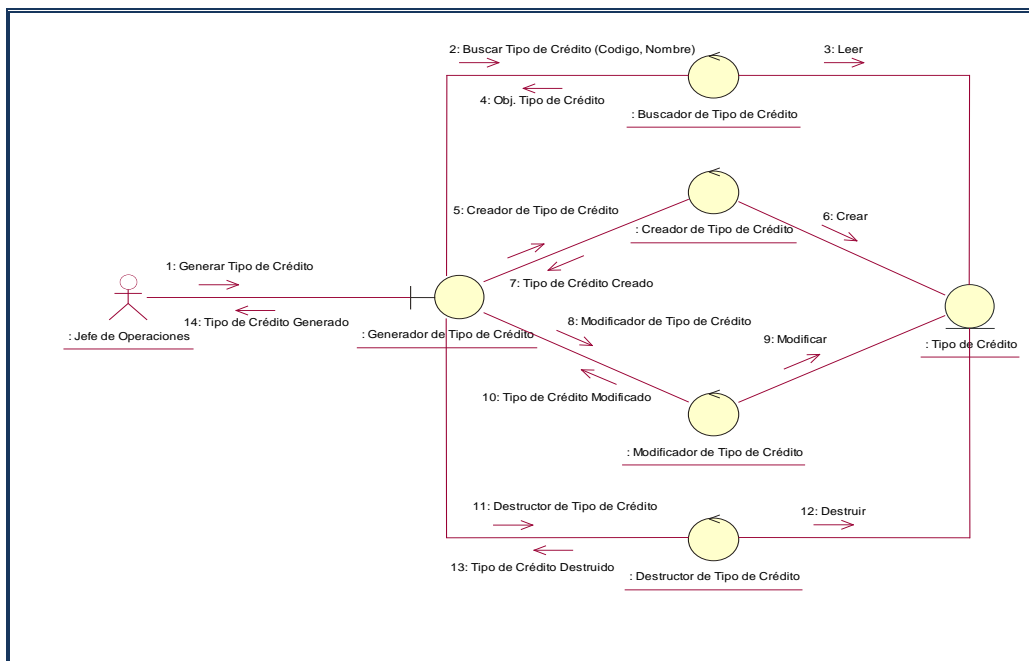 2: Buscar Tipo de Crédito (Codigo, Nombre)
3: Leer
4: Obj. Tipo de Crédito
: Buscador de Tipo de Crédito
5: Creador de Tipo de Crédito
6: Crear
: Creador de Tipo de Crédito
1: Generar Tipo de Crédito
7: Tipo de Crédito Creado
14: Tipo de Crédito Generado
8: Modificador de Tipo de Crédito
: Jefe de Operaciones
: Generador de Tipo de Crédito
9: Modificar
: Tipo de Crédito
10: Tipo de Crédito Modificado
: Modificador de Tipo de Crédito
11: Destructor de Tipo de Crédito
12: Destruir
13: Tipo de Crédito Destruido
: Destructor de Tipo de Crédito